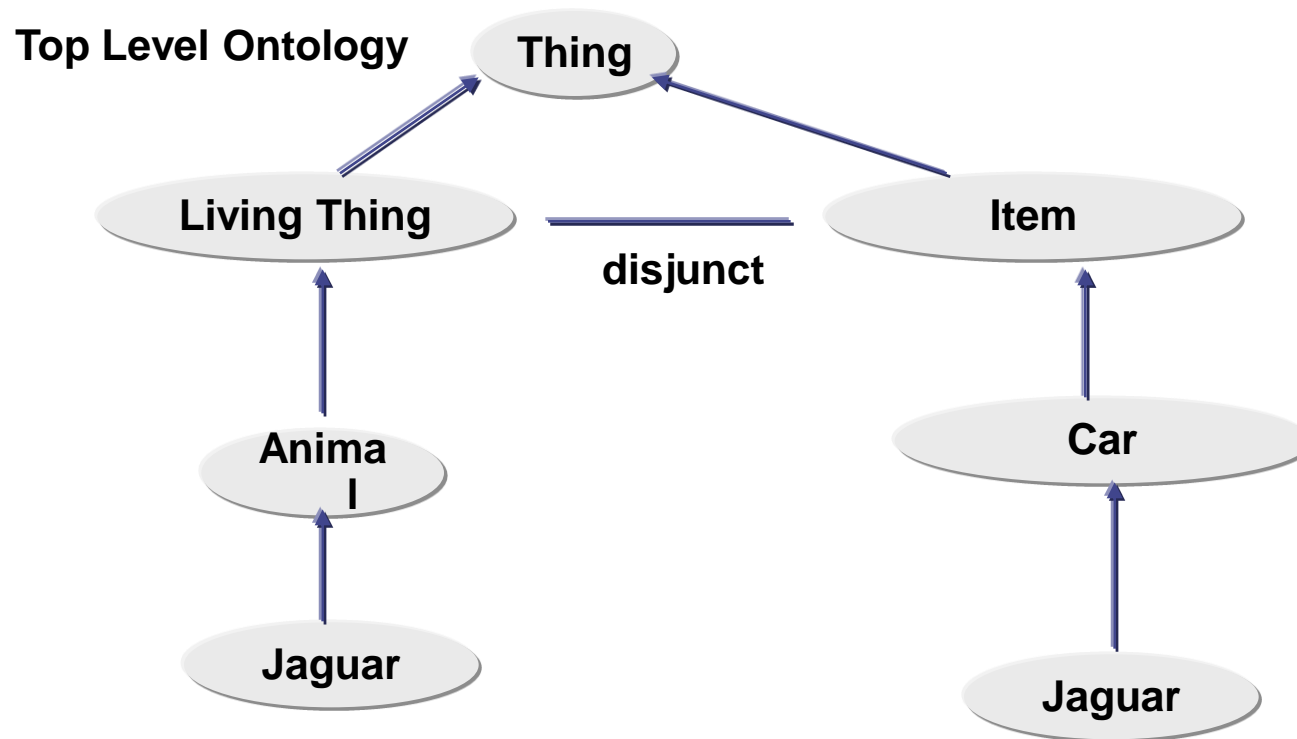 Top Level Ontology
Thing
Living Thing
Item
disjunct
Anima
l
Car
Jaguar
Jaguar